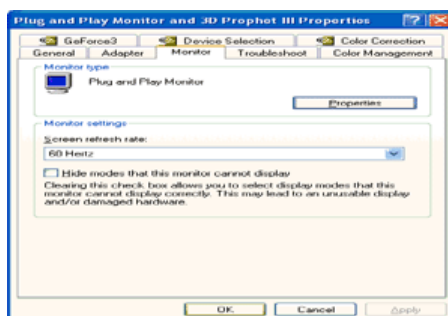 Plug and Play Monitor and 3D Prophet III Properties
GeForce3
Device Selection
Color Correction
General
Adapter
Monitor
Troubleshoot
Color Management
Monitor type
Plug and Play Monitor
Properties
Monitor settings
Screen refresh rate:
60 Hertz
Hide modes that this monitor cannot display
Clearing this check box allows you to select display modes that this
monitor cannot display correctly. This may lead to an unusable display
and/or damaged hardware.
OK
Cancel
Apply